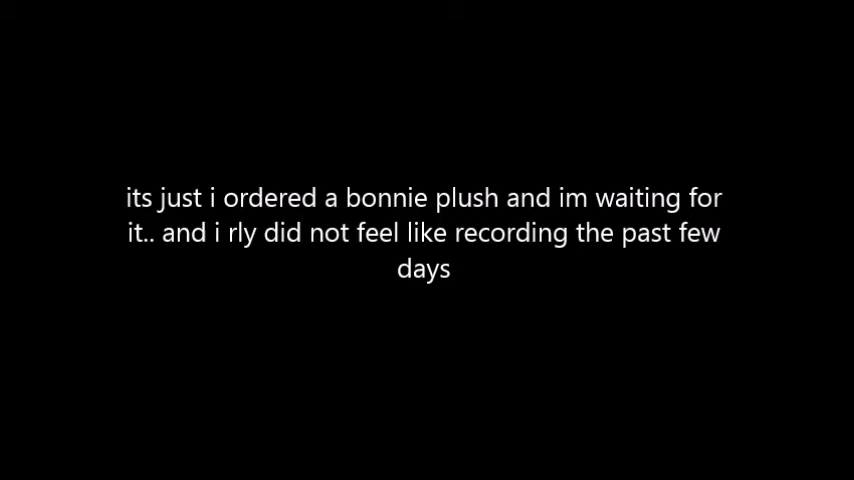 its just i ordered a bonnie plush and im waiting for
it.. and i rly did not feel like recording the past few
days